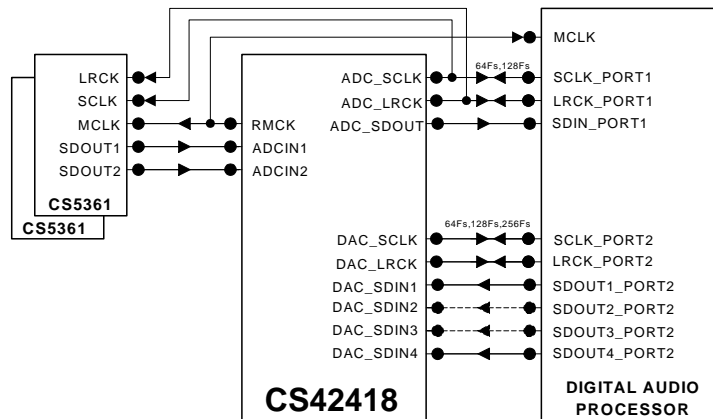 MCLK
64Fs,128Fs
LRCK
ADC_SCLK
SCLK_PORT1
SCLK
ADC_LRCK
LRCK_PORT1
MCLK
RMCK
ADC_SDOUT
SDIN_PORT1
SDOUT1
ADCIN1
SDOUT2
ADCIN2
CS5361
CS5361
64Fs,128Fs,256Fs
DAC_SCLK
SCLK_PORT2
DAC_LRCK
LRCK_PORT2
DAC_SDIN1
SDOUT1_PORT2
DAC_SDIN2
SDOUT2_PORT2
DAC_SDIN3
SDOUT3_PORT2
DAC_SDIN4
SDOUT4_PORT2
CS42418
DIGITAL AUDIO
PROCESSOR